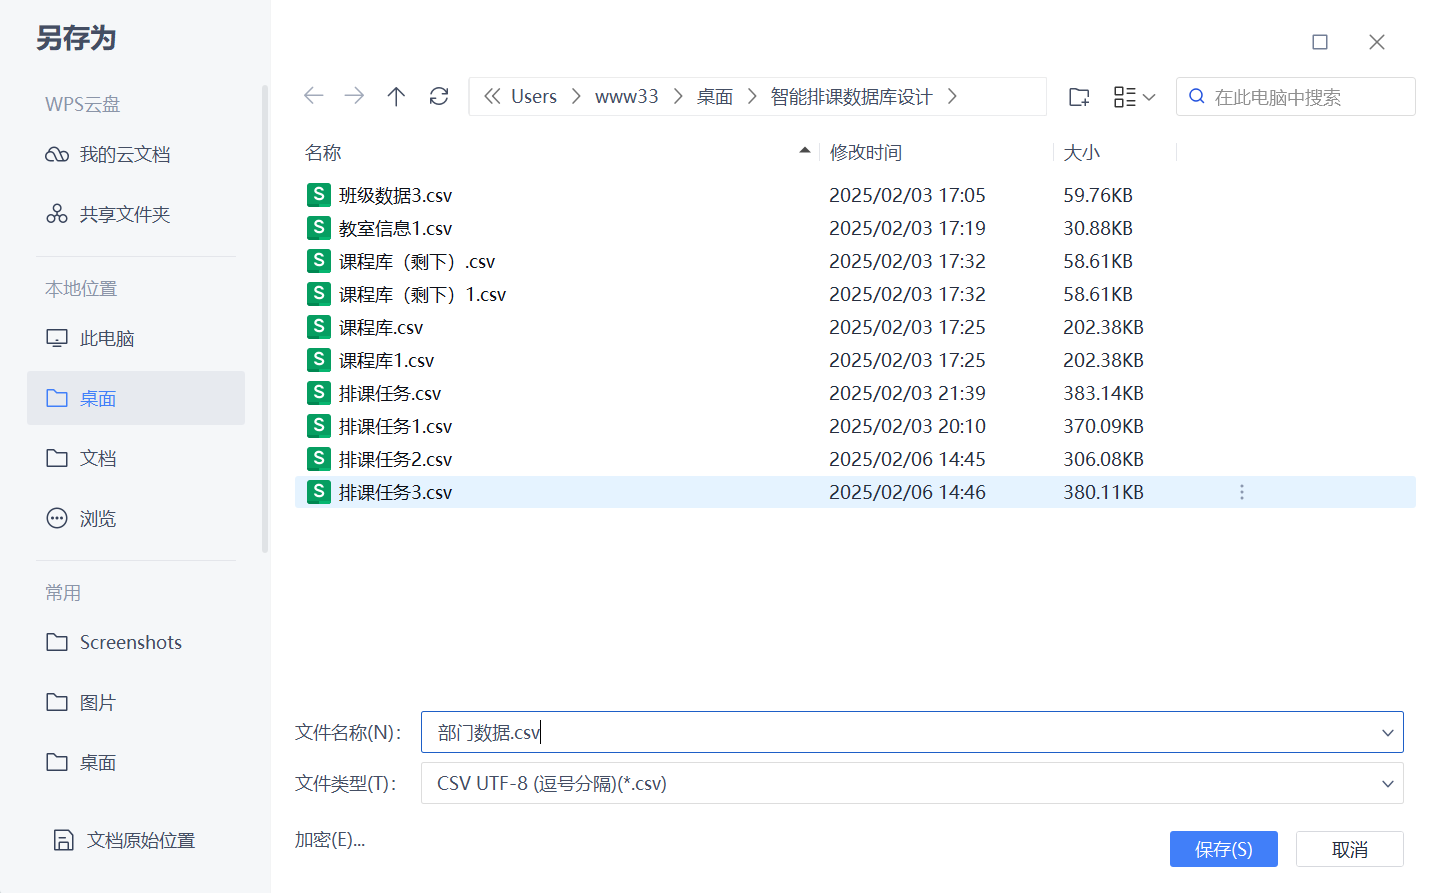 另存为
WPS云盘
我的云文档
共享文件夹
本地位置
此电脑
桌面
文档
浏览
常用
Screenshots
图片
桌面
文档原始位置
Users www33 桌面 智能排课数据库设计
在此电脑中搜索
名称 修改时间 大小
S 班级数据3.csv 2025/02/03 17:05 59.76KB
S 教室信息1.csv 2025/02/03 17:19 30.88KB
S 课程库（剩下）.csv 2025/02/03 17:32 58.61KB
S 课程库（剩下）1.csv 2025/02/03 17:32 58.61KB
S 课程库.csv 2025/02/03 17:25 202.38KB
S 课程库1.csv 2025/02/03 17:25 202.38KB
S 排课任务.csv 2025/02/03 21:39 383.14KB
S 排课任务1.csv 2025/02/03 20:10 370.09KB
S 排课任务2.csv 2025/02/06 14:45 306.08KB
S 排课任务3.csv 2025/02/06 14:46 380.11KB
文件名称(N)： 部门数据.csv
文件类型(T)： CSV UTF-8 (逗号分隔)(*.csv)
加密(E)...
保存(S) 取消